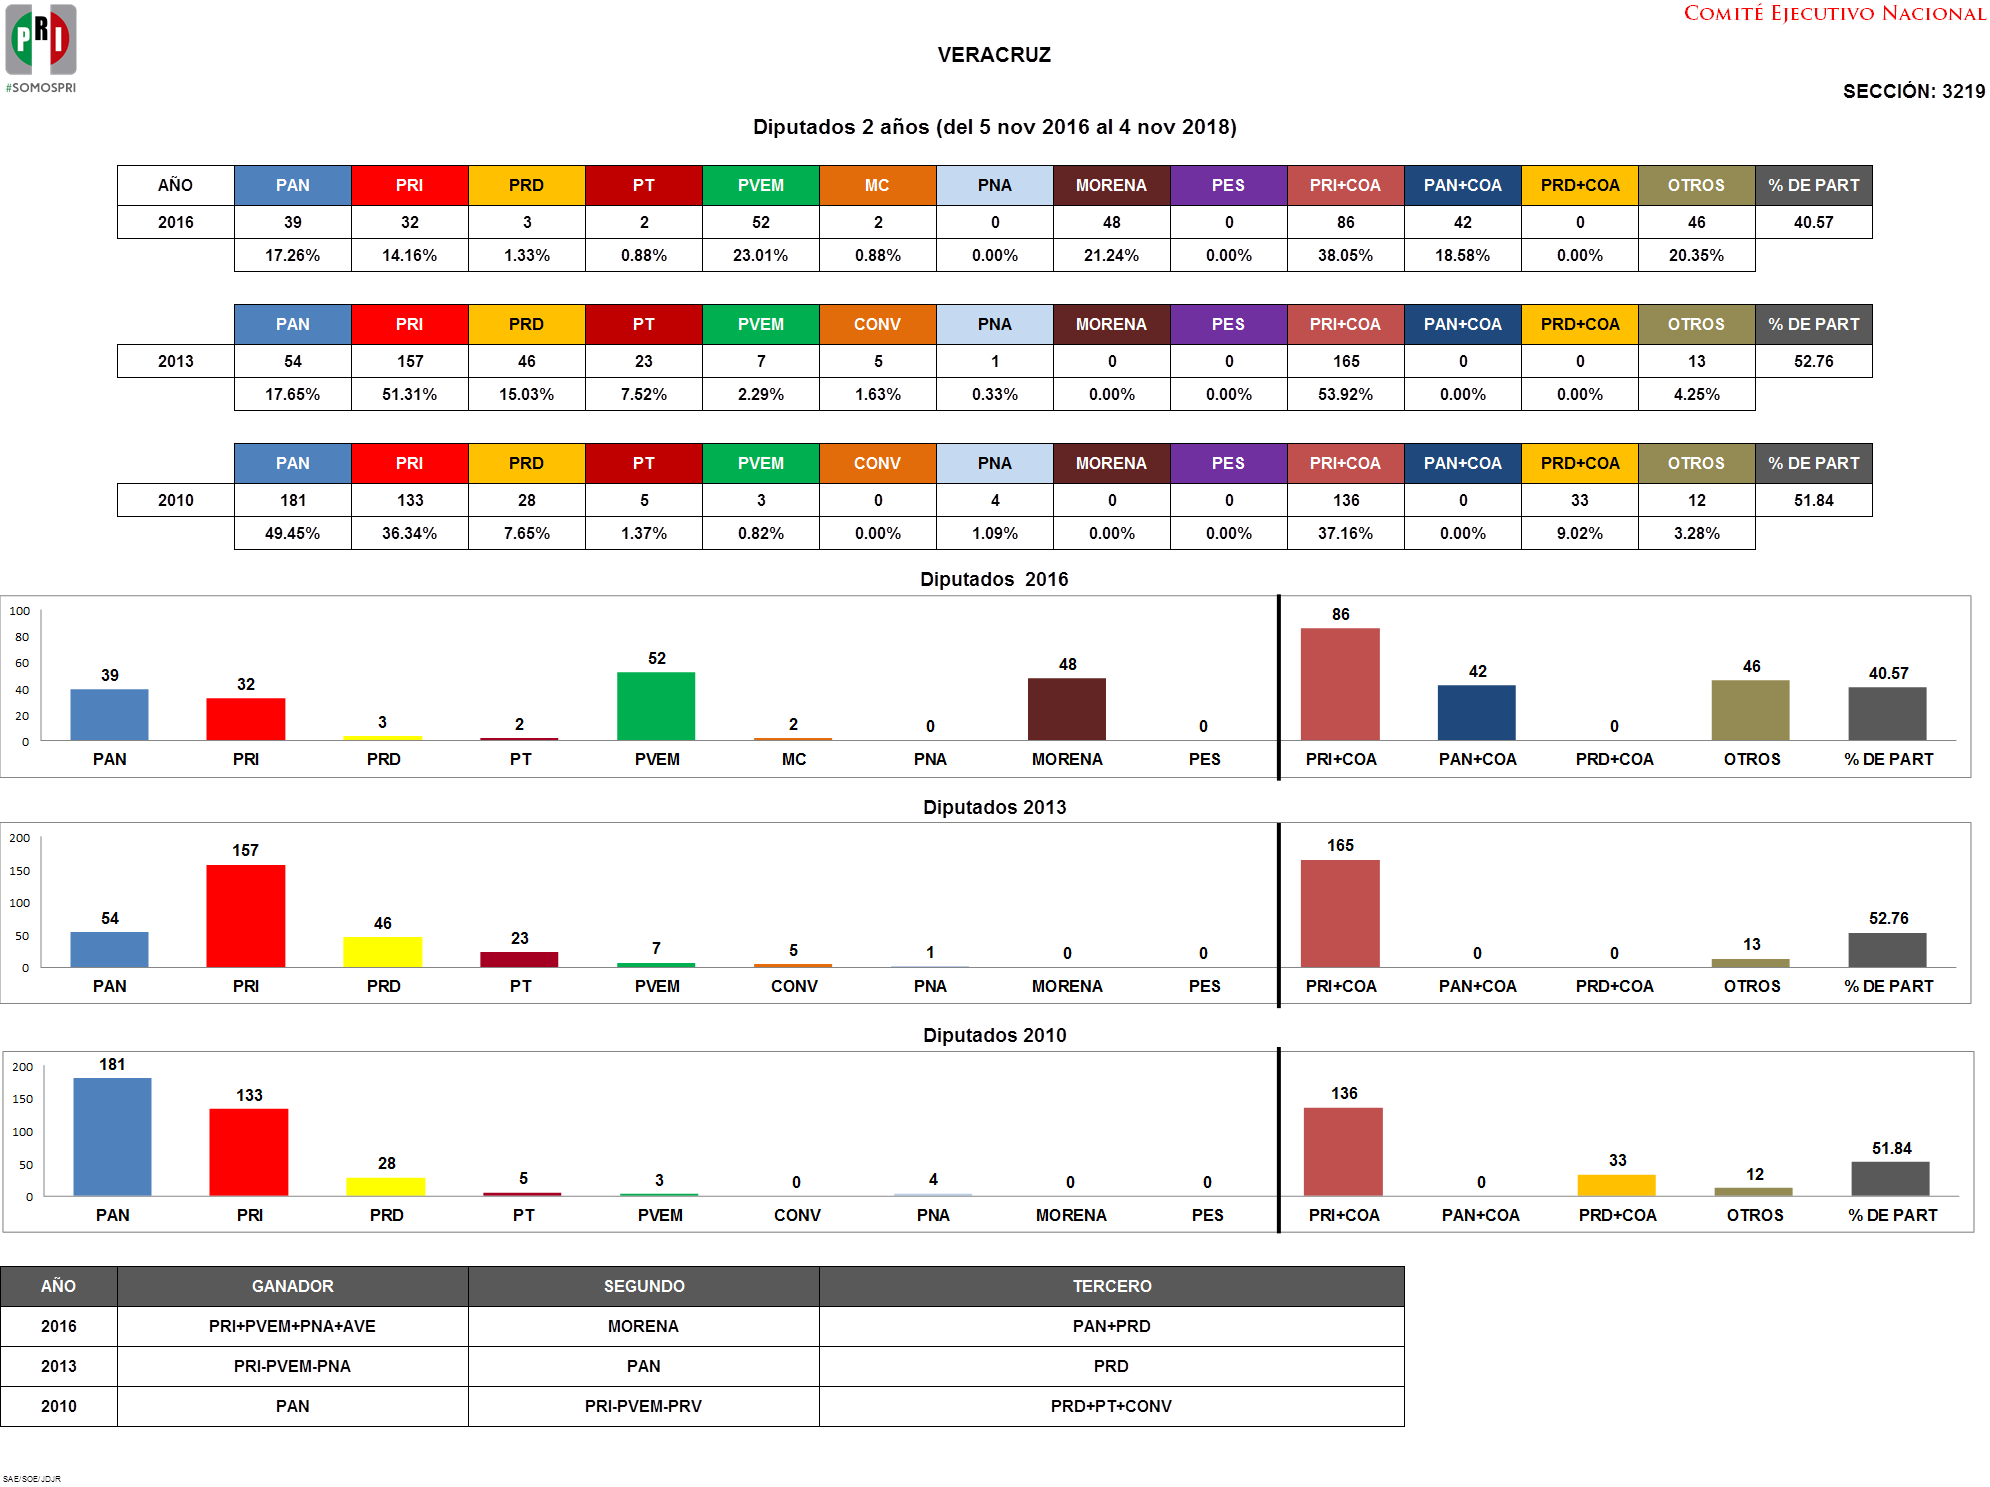 PRI
#SOMOSPRI
COMITÉ EJECUTIVO NACIONAL
VERACRUZ
SECCIÓN: 3219
Diputados 2 años (del 5 nov 2016 al 4 nov 2018)
AÑO PAN PRI PRD PT PVEM MC PNA MORENA PES PRI+COA PAN+COA PRD+COA OTROS % DE PART
2016 39 32 3 2 52 2 0 48 0 86 42 0 46 40.57
17.26% 14.16% 1.33% 0.88% 23.01% 0.88% 0.00% 21.24% 0.00% 38.05% 18.58% 0.00% 20.35%
PAN PRI PRD PT PVEM CONV PNA MORENA PES PRI+COA PAN+COA PRD+COA OTROS % DE PART
2013 54 157 46 23 7 5 1 0 0 165 0 0 13 52.76
17.65% 51.31% 15.03% 7.52% 2.29% 1.63% 0.33% 0.00% 0.00% 53.92% 0.00% 0.00% 4.25%
PAN PRI PRD PT PVEM CONV PNA MORENA PES PRI+COA PAN+COA PRD+COA OTROS % DE PART
2010 181 133 28 5 3 0 4 0 0 136 0 33 12 51.84
49.45% 36.34% 7.65% 1.37% 0.82% 0.00% 1.09% 0.00% 0.00% 37.16% 0.00% 9.02% 3.28%
Diputados 2016
100
80
60
40
20
0
39 32 3 2 52 2 0 48 0 86 42 0 46 40.57
PAN PRI PRD PT PVEM MC PNA MORENA PES PRI+COA PAN+COA PRD+COA OTROS % DE PART
Diputados 2013
200
150
100
50
0
54 157 46 23 7 5 1 0 0 165 0 0 13 52.76
PAN PRI PRD PT PVEM CONV PNA MORENA PES PRI+COA PAN+COA PRD+COA OTROS % DE PART
Diputados 2010
200
150
100
50
0
181 133 28 5 3 0 4 0 0 136 0 33 12 51.84
PAN PRI PRD PT PVEM CONV PNA MORENA PES PRI+COA PAN+COA PRD+COA OTROS % DE PART
AÑO GANADOR SEGUNDO TERCERO
2016 PRI+PVEM+PNA+AVE MORENA PAN+PRD
2013 PRI-PVEM-PNA PAN PRD
2010 PAN PRI-PVEM-PRV PRD+PT+CONV
SAE/SOE/JDJR